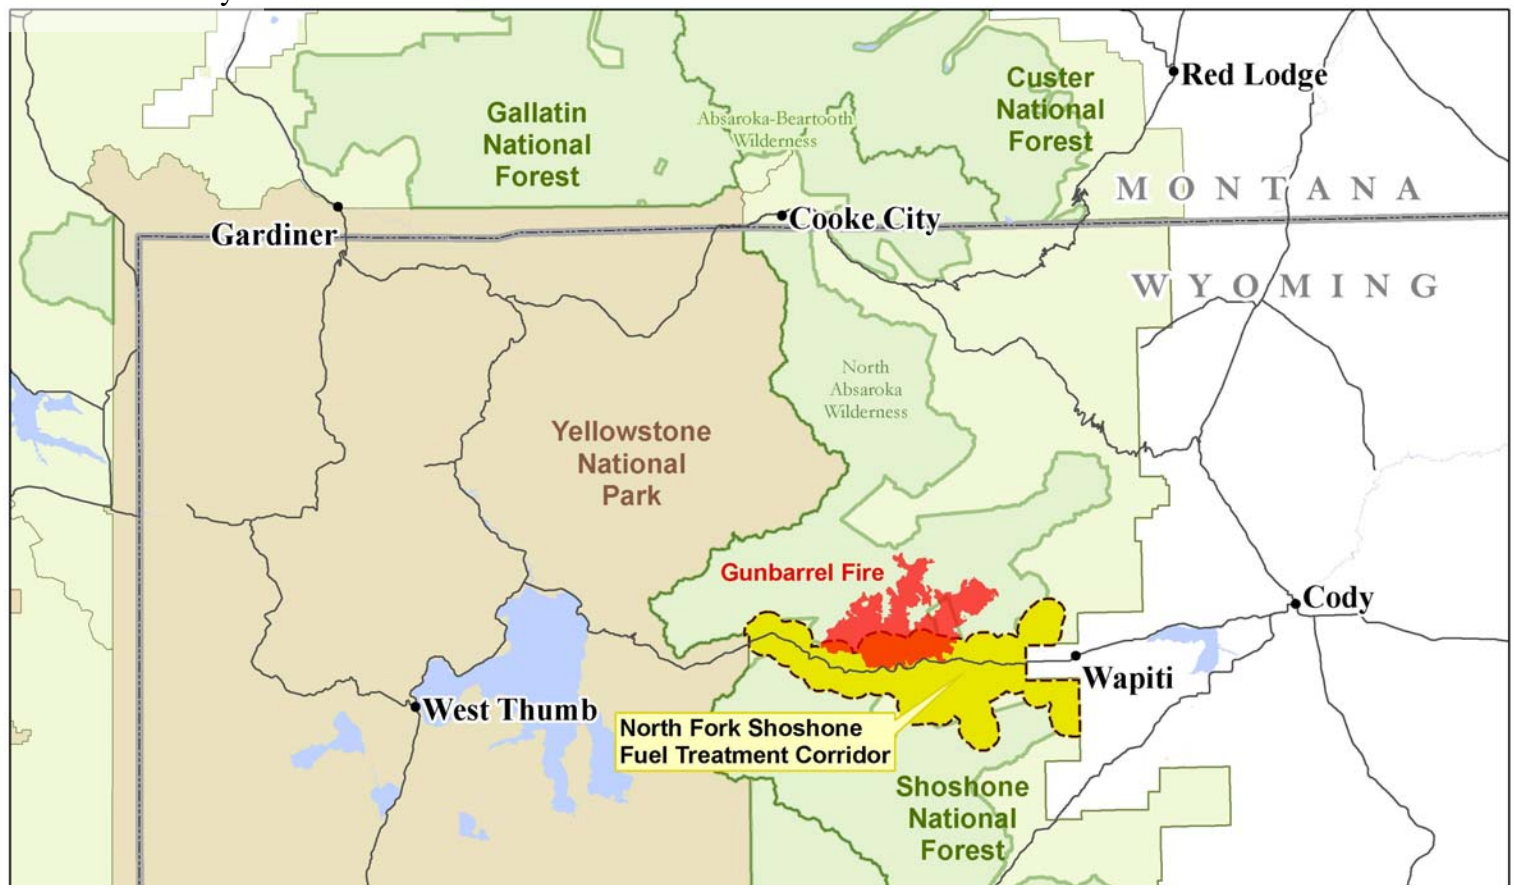 Red Lodge
Custer
National
Forest
Gallatin
National
Forest
Absaroka-Beartooth
Wilderness
MONTANA
Cooke City
Gardiner
WYOMING
North
Absaroka
Wilderness
Yellowstone
National
Park
Gunbarrel Fire
Cody
Wapiti
West Thumb
North Fork Shoshone
Fuel Treatment Corridor
Shoshone
National
Forest